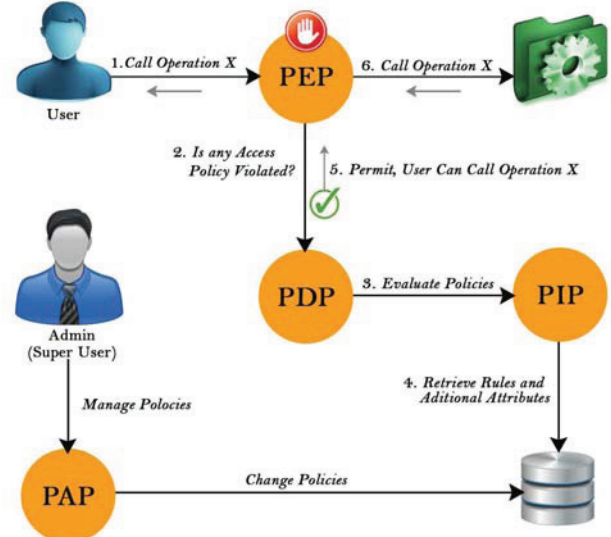 1.Call Operation X
PEP
6. Call Operation X
User
2. Is any Access
Policy Violated?
5. Permit, User Can Call Operation X
PDP
3. Evaluate Policies
PIP
Admin
(Super User)
4. Retrieve Rules and
Aditional Attributes
Manage Polocies
PAP
Change Policies